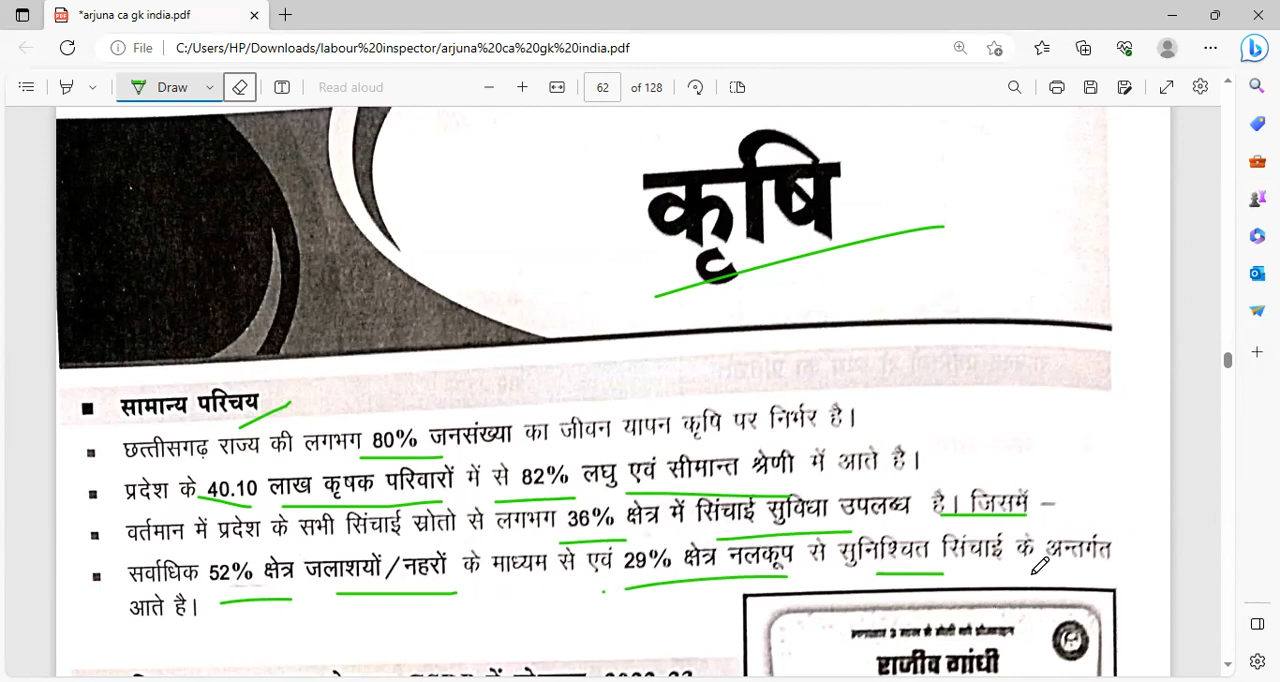 *arjuna ca gk india.pdf
File C:/Users/HP/Downloads/labour%20inspector/arjuna%20ca%20gk%20india.pdf
Draw Read aloud 62 of 128
कृषि
सामान्य परिचय
छत्तीसगढ़ राज्य की लगभग 80% जनसंख्या का जीवन यापन कृषि पर निर्भर है।
प्रदेश के 40.10 लाख कृषक परिवारों में से 82% लघु एवं सीमान्त श्रेणी में आते है।
वर्तमान में प्रदेश के सभी सिंचाई स्रोतो से लगभग 36% क्षेत्र में सिंचाई सुविधा उपलब्ध है। जिसमें –
सर्वाधिक 52% क्षेत्र जलाशयों/नहरों के माध्यम से एवं 29% क्षेत्र नलकूप से सुनिश्चित सिंचाई के अन्तर्गत
आते है।
राजीव गांधी